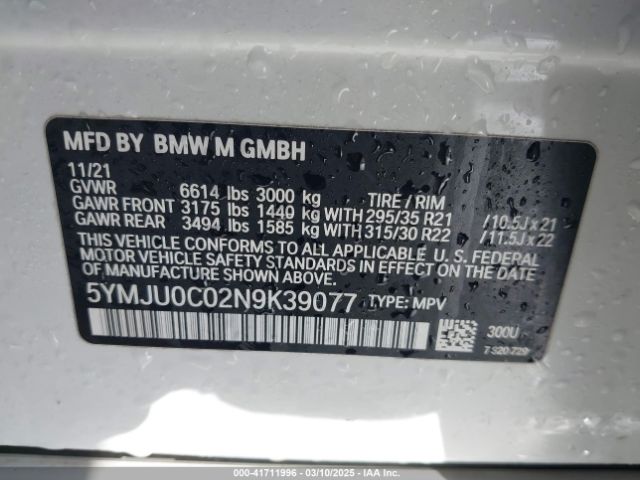 MFD BY BMW M GMBH
11/21
GVWR 6614 lbs 3000 kg TIRE / RIM
GAWR FRONT 3175 lbs 1440 kg WITH 295/35 R21 /10.5J x 21
GAWR REAR 3494 lbs 1585 kg WITH 315/30 R22 /11.5J x 22
THIS VEHICLE CONFORMS TO ALL APPLICABLE U. S. FEDERAL
MOTOR VEHICLE SAFETY STANDARDS IN EFFECT ON THE DATE
OF MANUFACTURE SHOWN ABOVE.
5YMJU0C02N9K39077 TYPE: MPV
300U
7 920 729
000-41711996 - 03/10/2025 - IAA Inc.